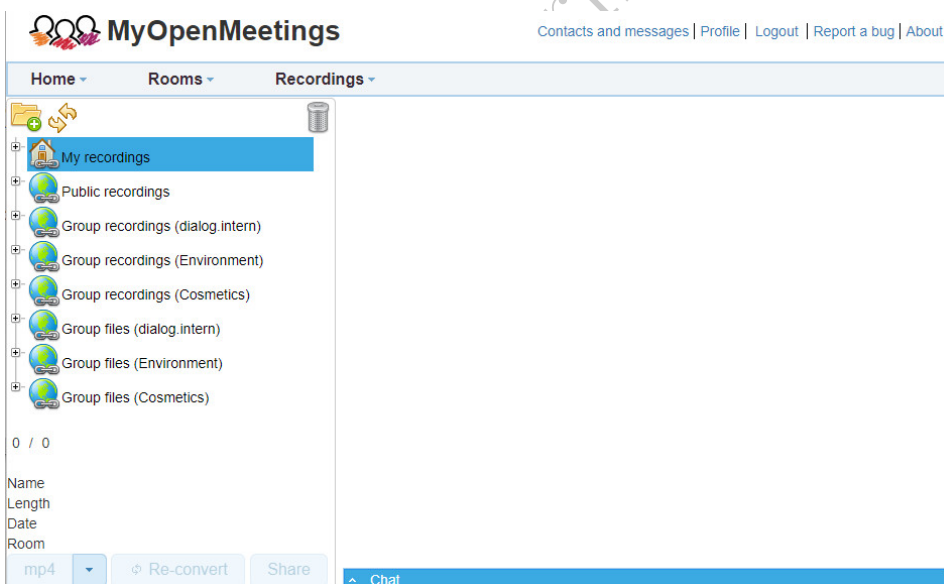 MyOpenMeetings
Contacts and messages | Profile | Logout | Report a bug | About
Home Rooms Recordings
My recordings
Public recordings
Group recordings (dialog.intern)
Group recordings (Environment)
Group recordings (Cosmetics)
Group files (dialog.intern)
Group files (Environment)
Group files (Cosmetics)
0 / 0
Name
Length
Date
Room
mp4 Re-convert Share
Chat